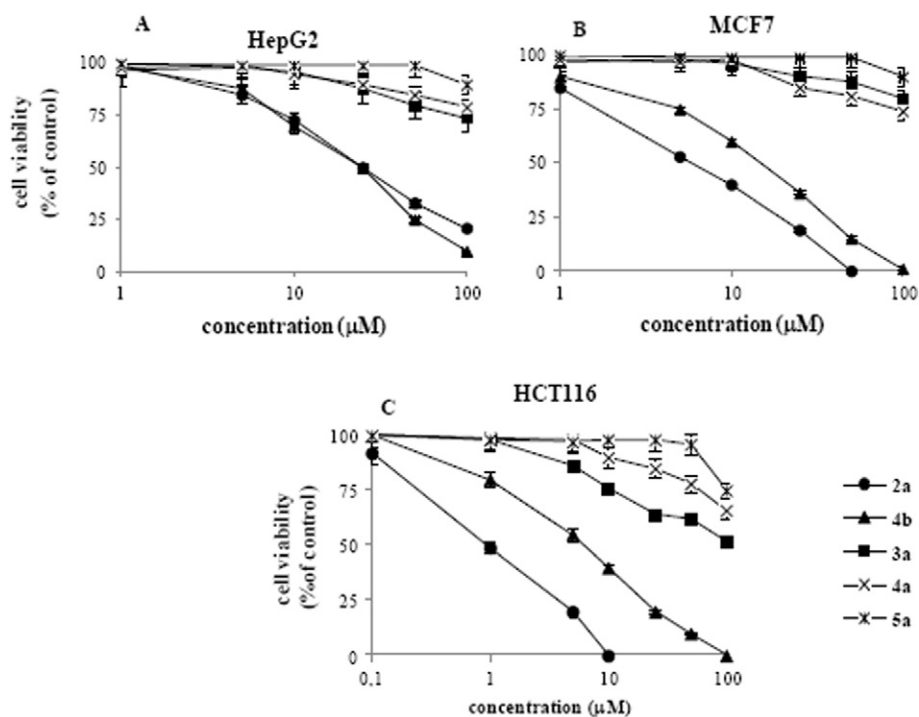 A
HepG2
100
75
50
25
0
cell viability
(% of control)
1
10
100
concentration (μM)
B
MCF7
100
75
50
25
0
1
10
100
concentration (μM)
C
HCT116
100
75
50
25
0
cell viability
(%of control)
0,1
1
10
100
concentration (μM)
2a
4b
3a
4a
5a